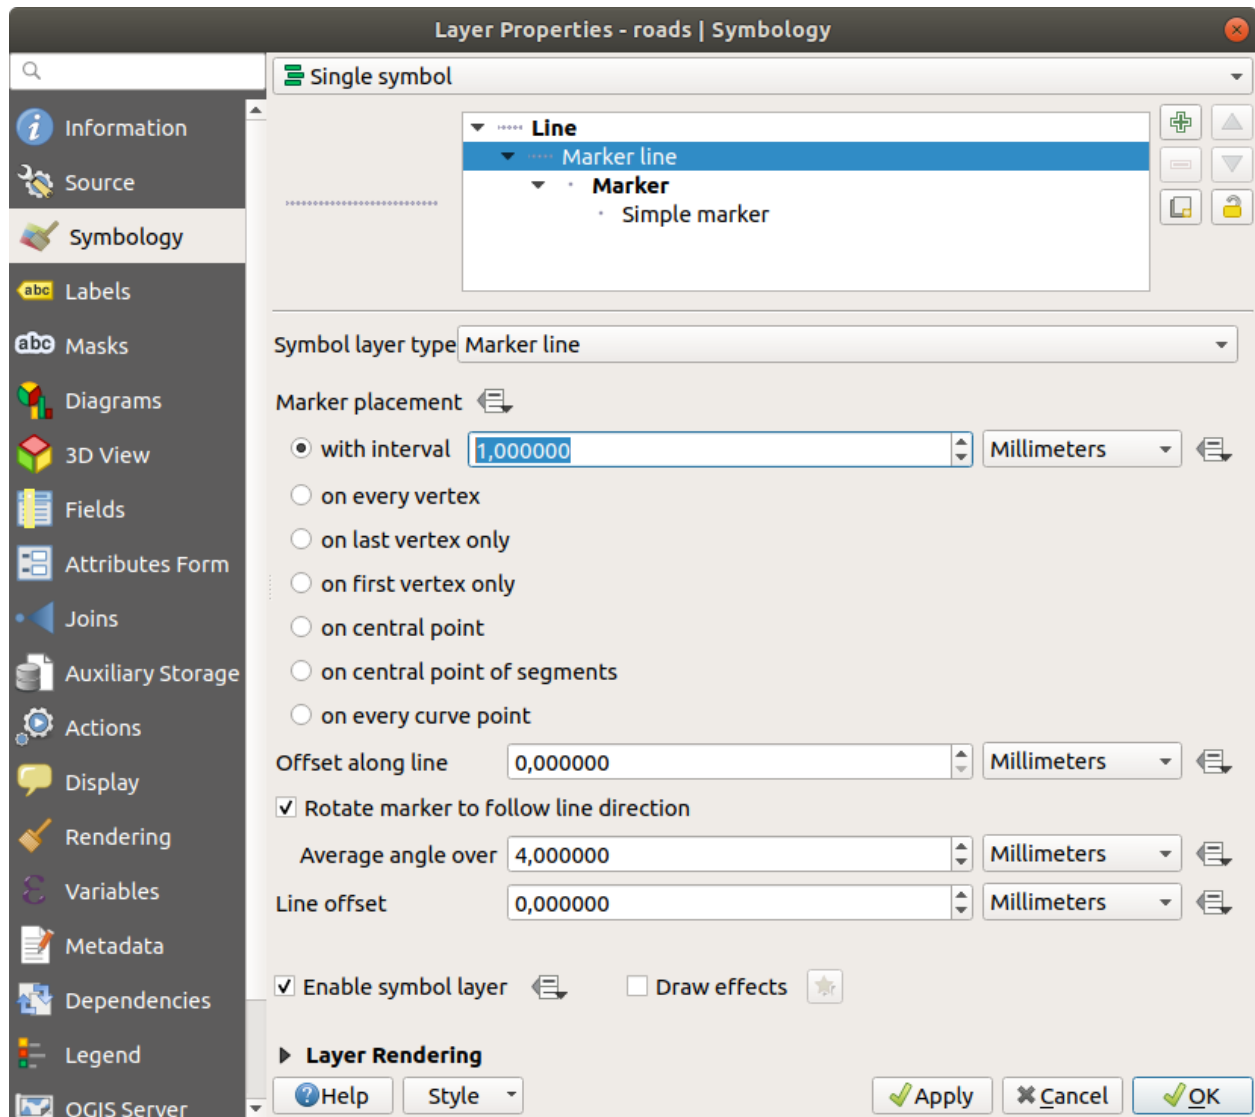 Layer Properties - roads | Symbology
Single symbol
Information
Source
Symbology
abc Labels
abc Masks
Diagrams
3D View
Fields
Attributes Form
Joins
Auxiliary Storage
Actions
Display
Rendering
Variables
Metadata
Dependencies
Legend
QGIS Server
Line
Marker line
Marker
Simple marker
Symbol layer type Marker line
Marker placement
with interval 1,000000 Millimeters
on every vertex
on last vertex only
on first vertex only
on central point
on central point of segments
on every curve point
Offset along line 0,000000 Millimeters
Rotate marker to follow line direction
Average angle over 4,000000 Millimeters
Line offset 0,000000 Millimeters
Enable symbol layer Draw effects
Layer Rendering
Help Style Apply Cancel OK